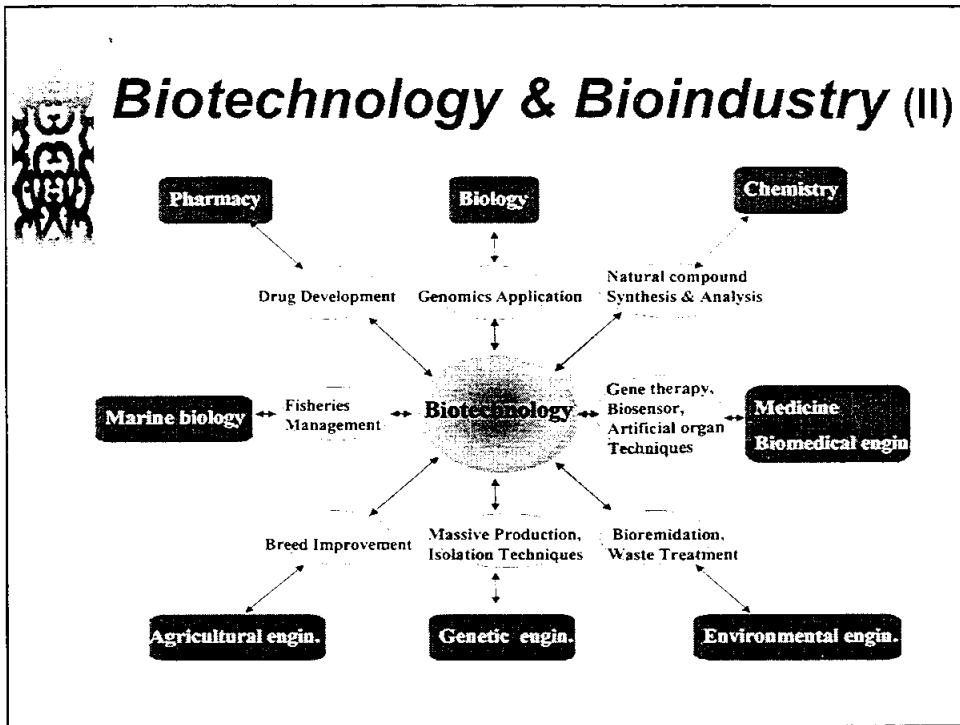 Biotechnology & Bioindustry (II)
Pharmacy
Biology
Chemistry
Drug Development
Genomics Application
Natural compound
Synthesis & Analysis
Marine biology
Fisheries
Management
Biotechnology
Gene therapy,
Biosensor,
Artificial organ
Techniques
Medicine
Biomedical engin
Breed Improvement
Massive Production,
Isolation Techniques
Bioremidation,
Waste Treatment
Agricultural engin.
Genetic engin.
Environmental engin.